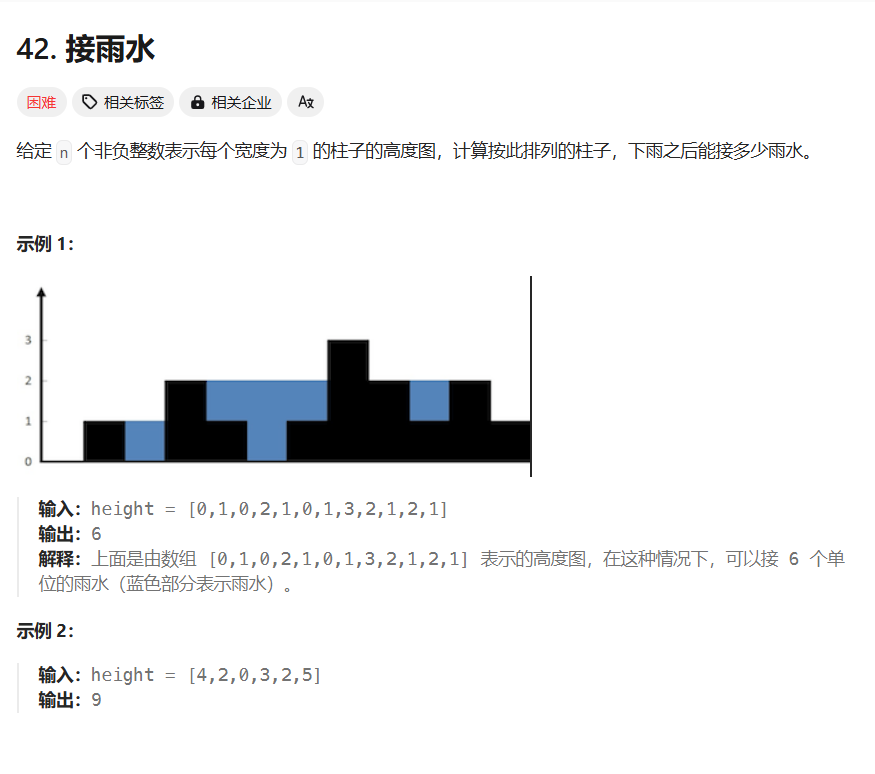 42. 接雨水
困难 相关标签 相关企业
给定 n 个非负整数表示每个宽度为 1 的柱子的高度图，计算按此排列的柱子，下雨之后能接多少雨水。
示例 1：
3
2
1
0
输入：height = [0,1,0,2,1,0,1,3,2,1,2,1]
输出：6
解释：上面是由数组 [0,1,0,2,1,0,1,3,2,1,2,1] 表示的高度图，在这种情况下，可以接 6 个单
位的雨水（蓝色部分表示雨水）。
示例 2：
输入：height = [4,2,0,3,2,5]
输出：9